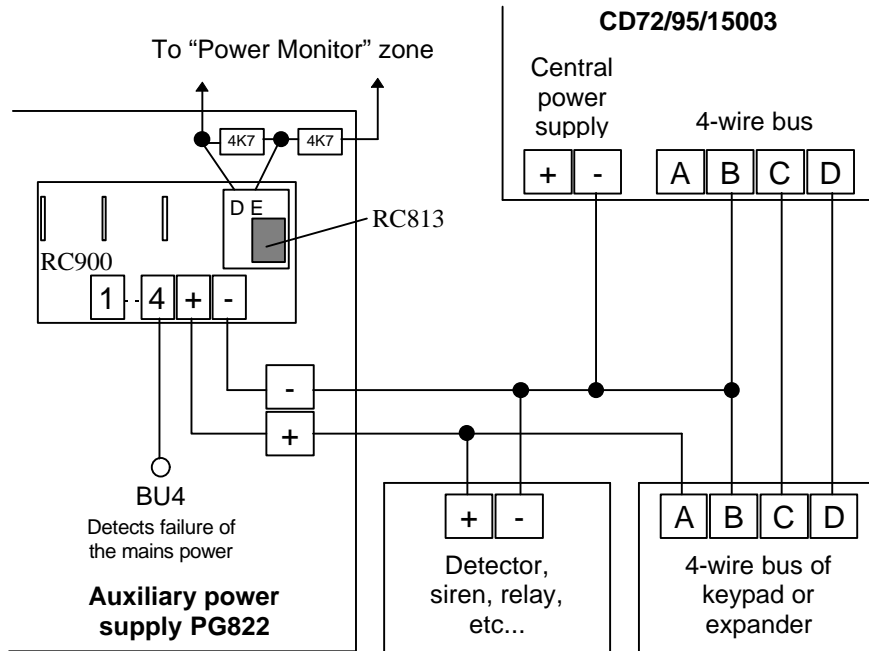 CD72/95/15003
To “Power Monitor” zone
Central
power
supply
4-wire bus
4K7 4K7
+ - A B C D
D E
RC813
RC900
1 4 + -
-
+
BU4
Detects failure of
the mains power
Auxiliary power
supply PG822
+ -
Detector,
siren, relay,
etc...
A B C D
4-wire bus of
keypad or
expander